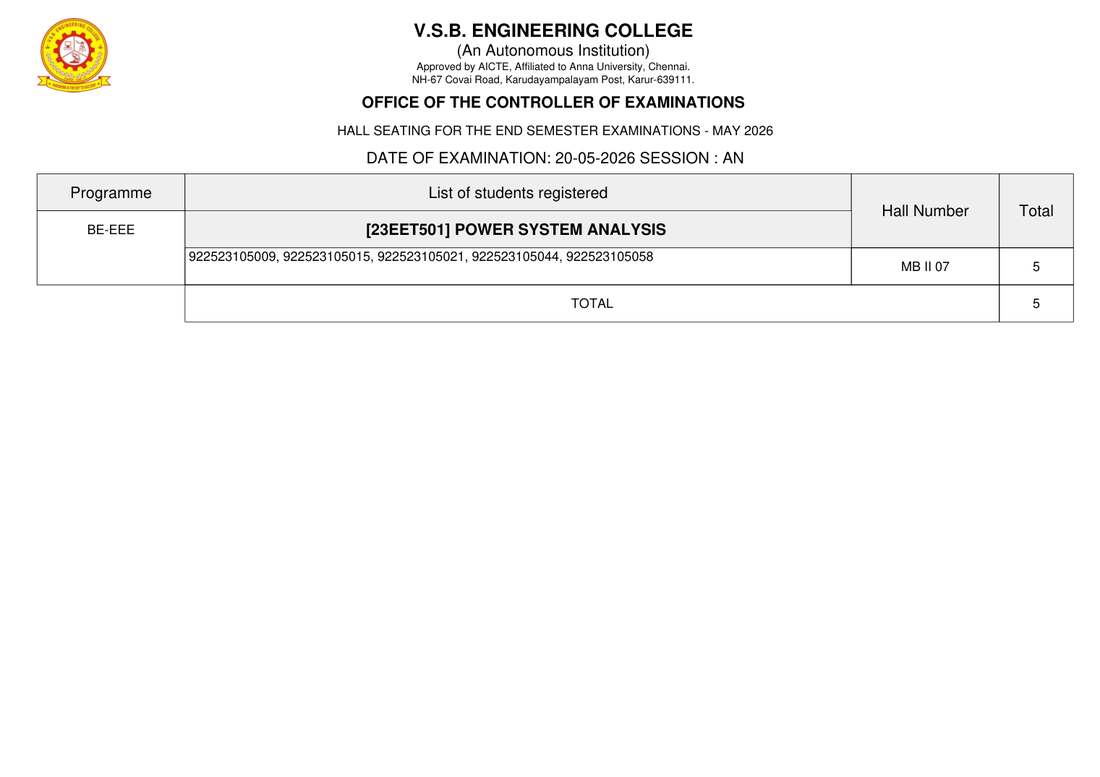 V.S.B. ENGINEERING COLLEGE
(An Autonomous Institution)
Approved by AICTE, Affiliated to Anna University, Chennai.
NH-67 Covai Road, Karudayampalayam Post, Karur-639111.
OFFICE OF THE CONTROLLER OF EXAMINATIONS
HALL SEATING FOR THE END SEMESTER EXAMINATIONS - MAY 2026
DATE OF EXAMINATION: 20-05-2026 SESSION : AN
Programme List of students registered Hall Number Total
BE-EEE [23EET501] POWER SYSTEM ANALYSIS
922523105009, 922523105015, 922523105021, 922523105044, 922523105058 MB II 07 5
TOTAL 5